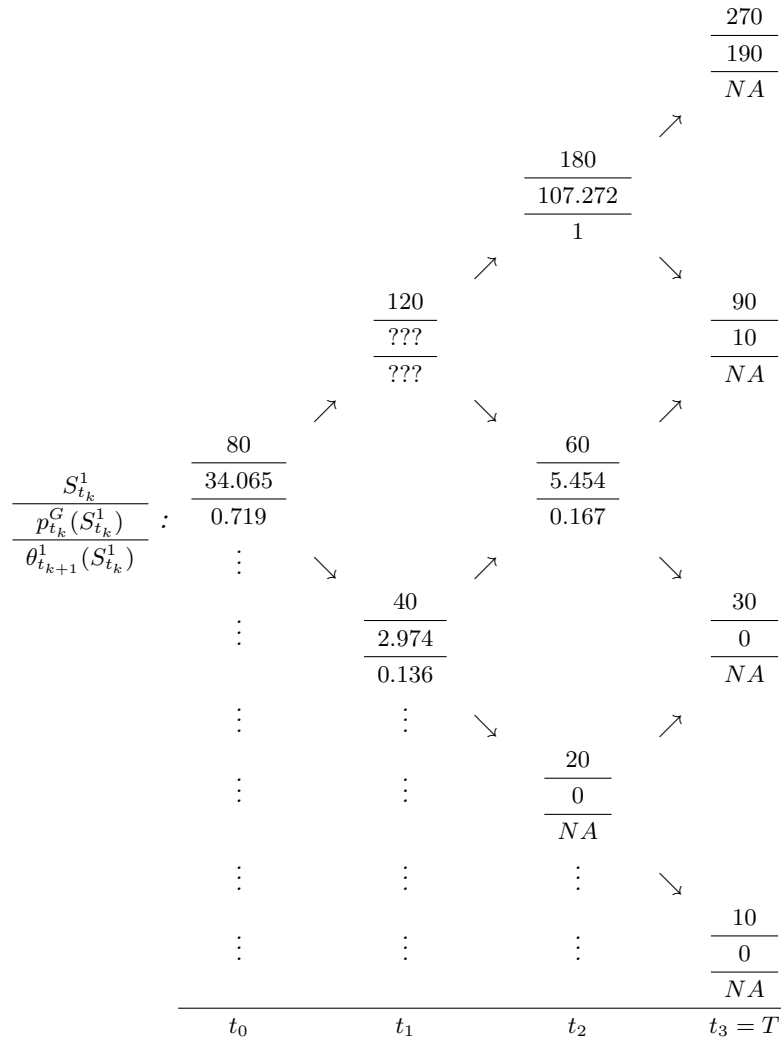 270
190
NA
180
107.272
1
120
???
???
90
10
NA
80
34.065
0.719
60
5.454
0.167
S^1_{t_k}
p^G_{t_k}(S^1_{t_k})
θ^1_{t_{k+1}}(S^1_{t_k})
:
40
2.974
0.136
30
0
NA
20
0
NA
10
0
NA
t_0 t_1 t_2 t_3 = T